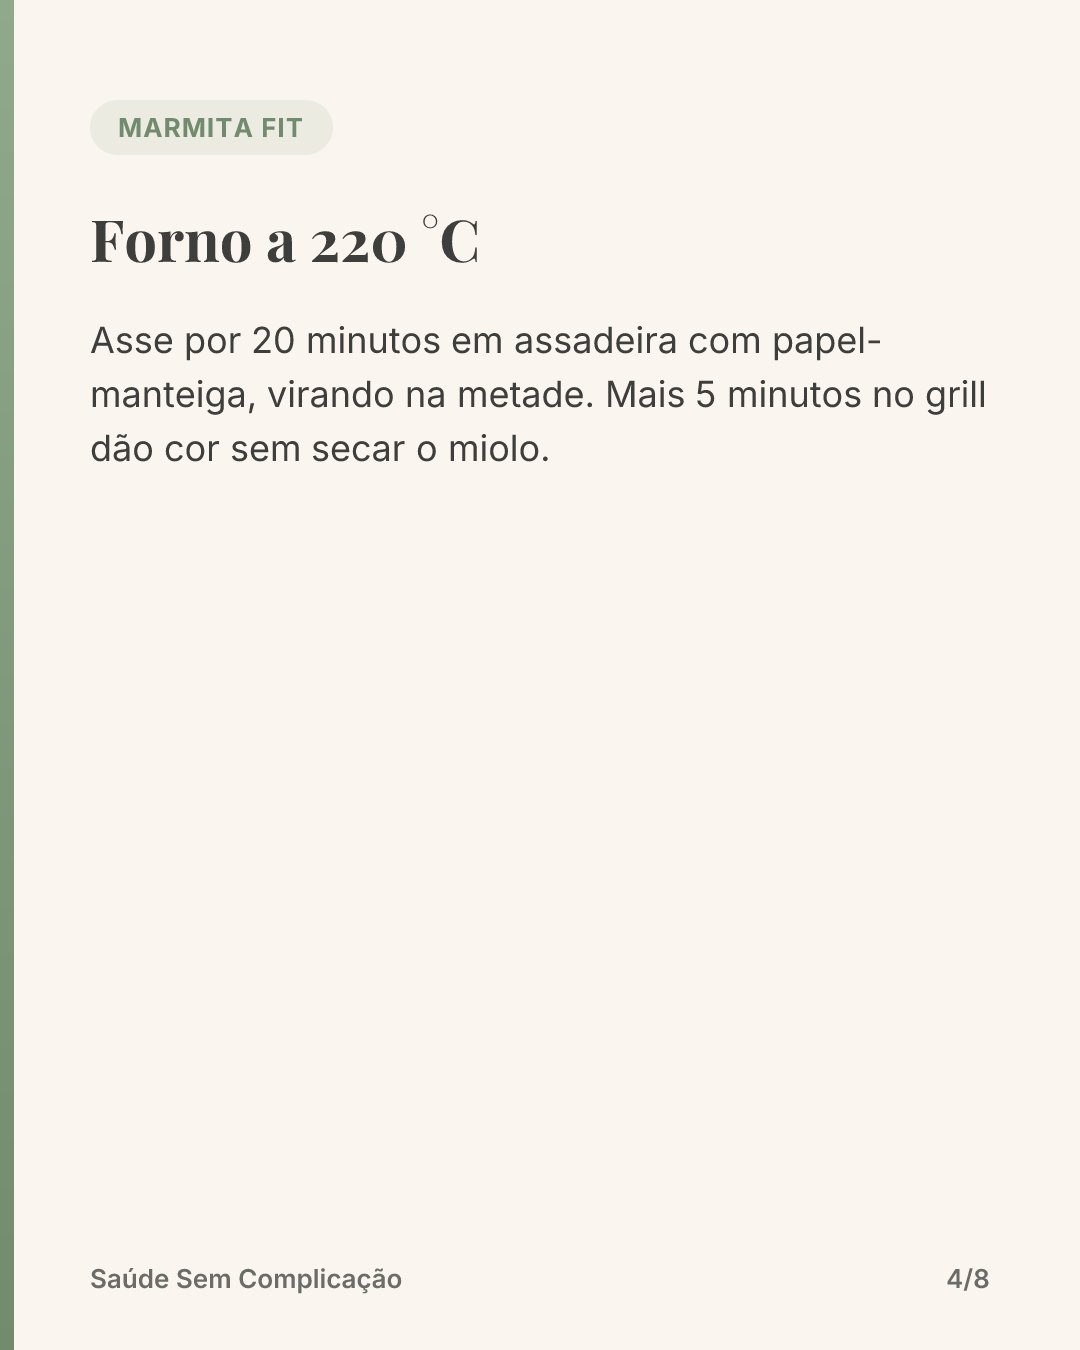 MARMITA FIT
Forno a 220 °C
Asse por 20 minutos em assadeira com papel-
manteiga, virando na metade. Mais 5 minutos no grill
dão cor sem secar o miolo.
Saúde Sem Complicação
4/8